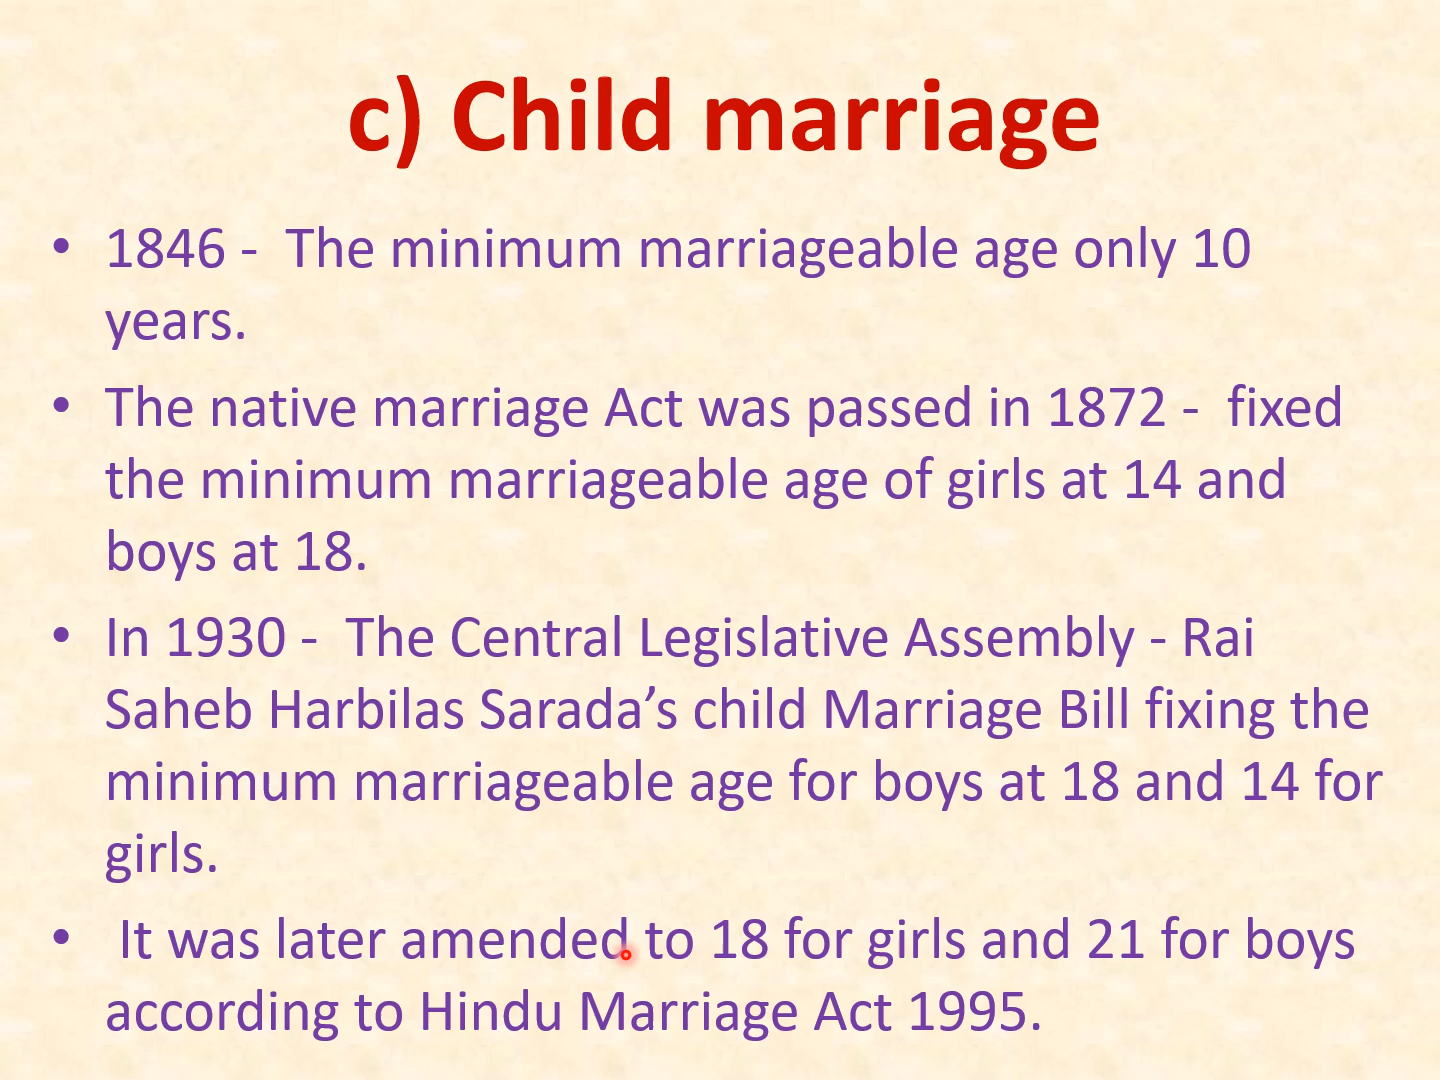 c) Child marriage
• 1846 -  The minimum marriageable age only 10
years.
• The native marriage Act was passed in 1872 -  fixed
the minimum marriageable age of girls at 14 and
boys at 18.
• In 1930 -  The Central Legislative Assembly - Rai
Saheb Harbilas Sarada’s child Marriage Bill fixing the
minimum marriageable age for boys at 18 and 14 for
girls.
•  It was later amended to 18 for girls and 21 for boys
according to Hindu Marriage Act 1995.